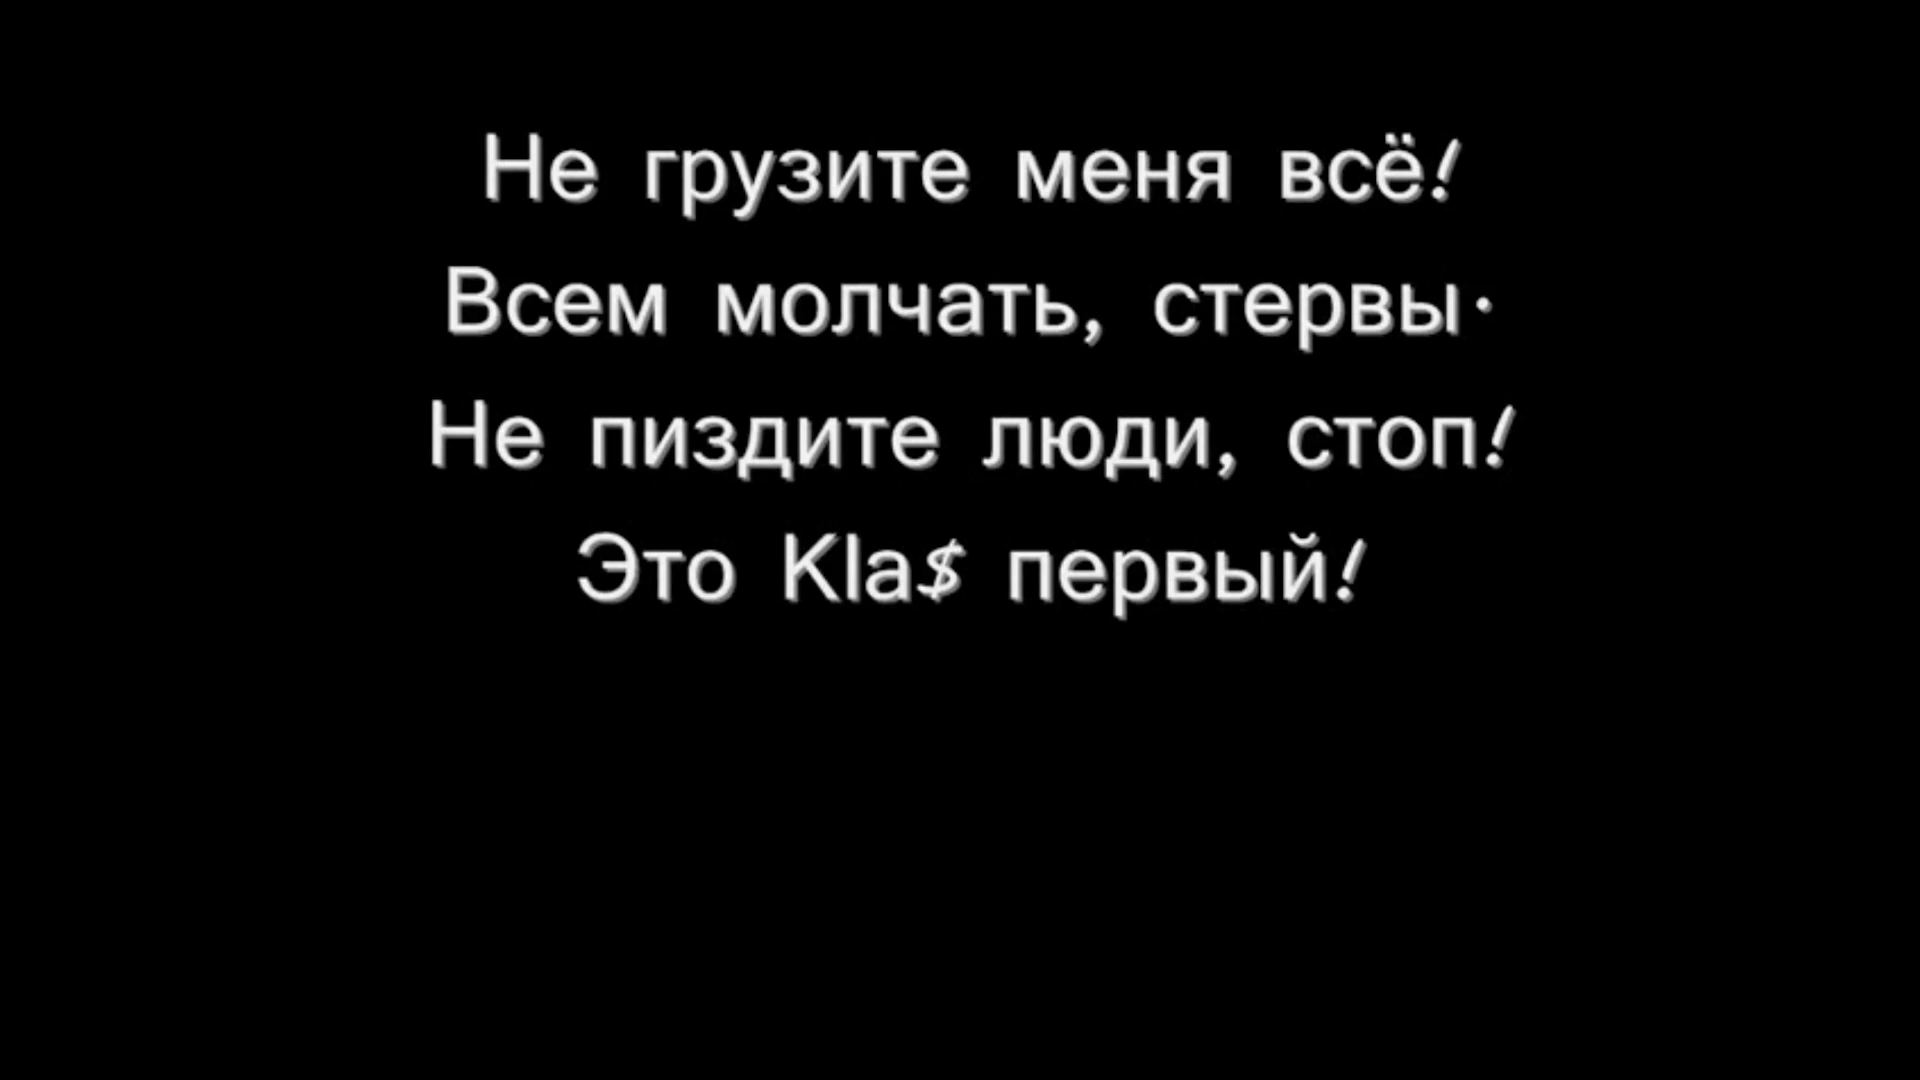 Не грузите меня всё!
Всем молчать, стервы.
Не пиздите люди, стоп!
Это Kla$ первый!